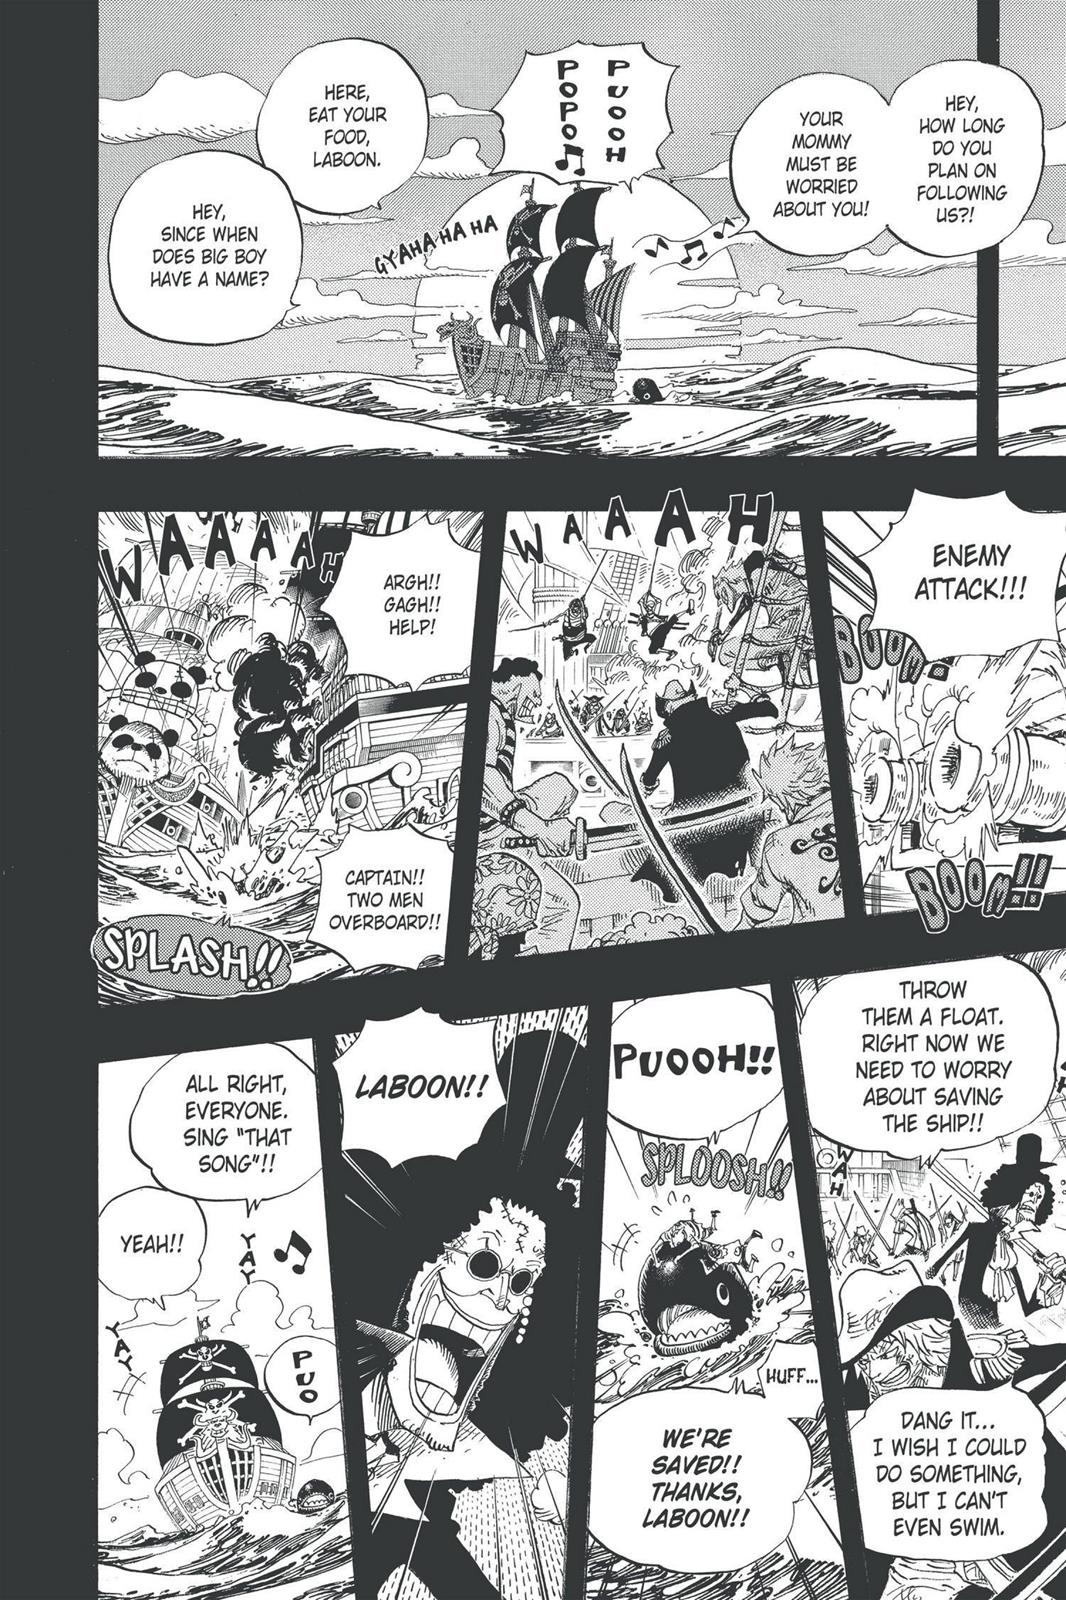 HEY,
HOW LONG
DO YOU
PLAN ON
FOLLOWING
US?!
YOUR
MOMMY
MUST BE
WORRIED
ABOUT YOU!
PUOOH
POPO
HERE,
EAT YOUR
FOOD,
LABOON.
HEY,
SINCE WHEN
DOES BIG BOY
HAVE A NAME?
GYAHAHAHA
ENEMY
ATTACK!!!
BOOM
BOOM!!
WAAAH
WAAAAH
ARGH!!
GAGH!!
HELP!
CAPTAIN!!
TWO MEN
OVERBOARD!!
SPLASH!!
THROW
THEM A FLOAT.
RIGHT NOW WE
NEED TO WORRY
ABOUT SAVING
THE SHIP!!
WAH
DANG IT...
I WISH I COULD
DO SOMETHING,
BUT I CAN'T
EVEN SWIM.
PUOOH!!
SPLOOSH!!
HUFF...
WE'RE
SAVED!!
THANKS,
LABOON!!
LABOON!!
ALL RIGHT,
EVERYONE.
SING "THAT
SONG"!!
YEAH!!
YAY
YAY
YAY
YAY
PUO